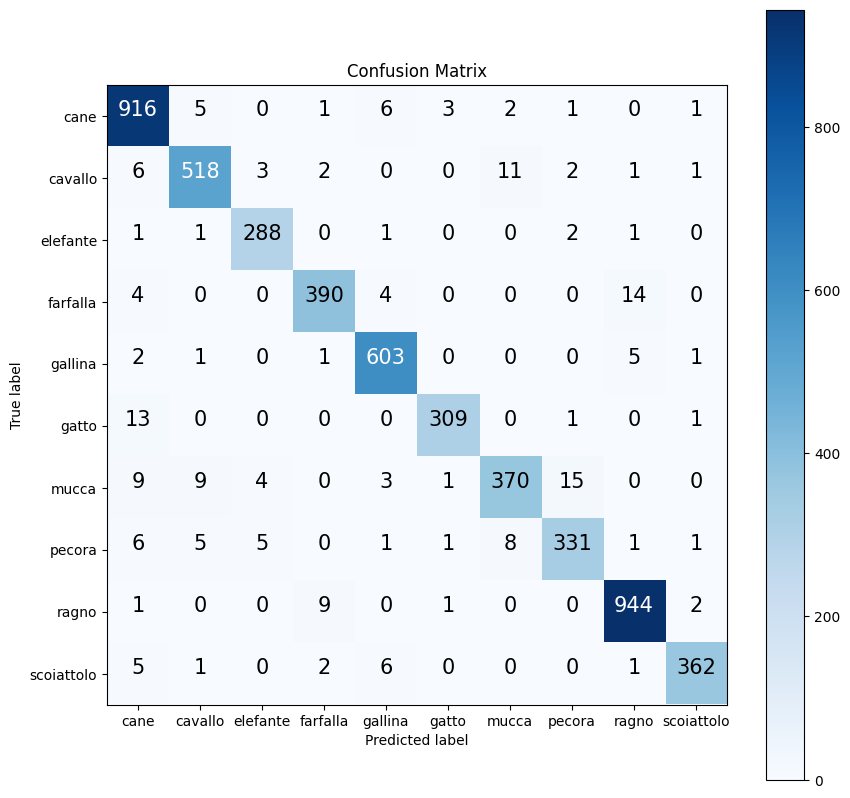 Confusion Matrix
cane 916 5 0 1 6 3 2 1 0 1
cavallo 6 518 3 2 0 0 11 2 1 1
elefante 1 1 288 0 1 0 0 2 1 0
farfalla 4 0 0 390 4 0 0 0 14 0
gallina 2 1 0 1 603 0 0 0 5 1
gatto 13 0 0 0 0 309 0 1 0 1
mucca 9 9 4 0 3 1 370 15 0 0
pecora 6 5 5 0 1 1 8 331 1 1
ragno 1 0 0 9 0 1 0 0 944 2
scoiattolo 5 1 0 2 6 0 0 0 1 362
cane cavallo elefante farfalla gallina gatto mucca pecora ragno scoiattolo
Predicted label
True label
800
600
400
200
0